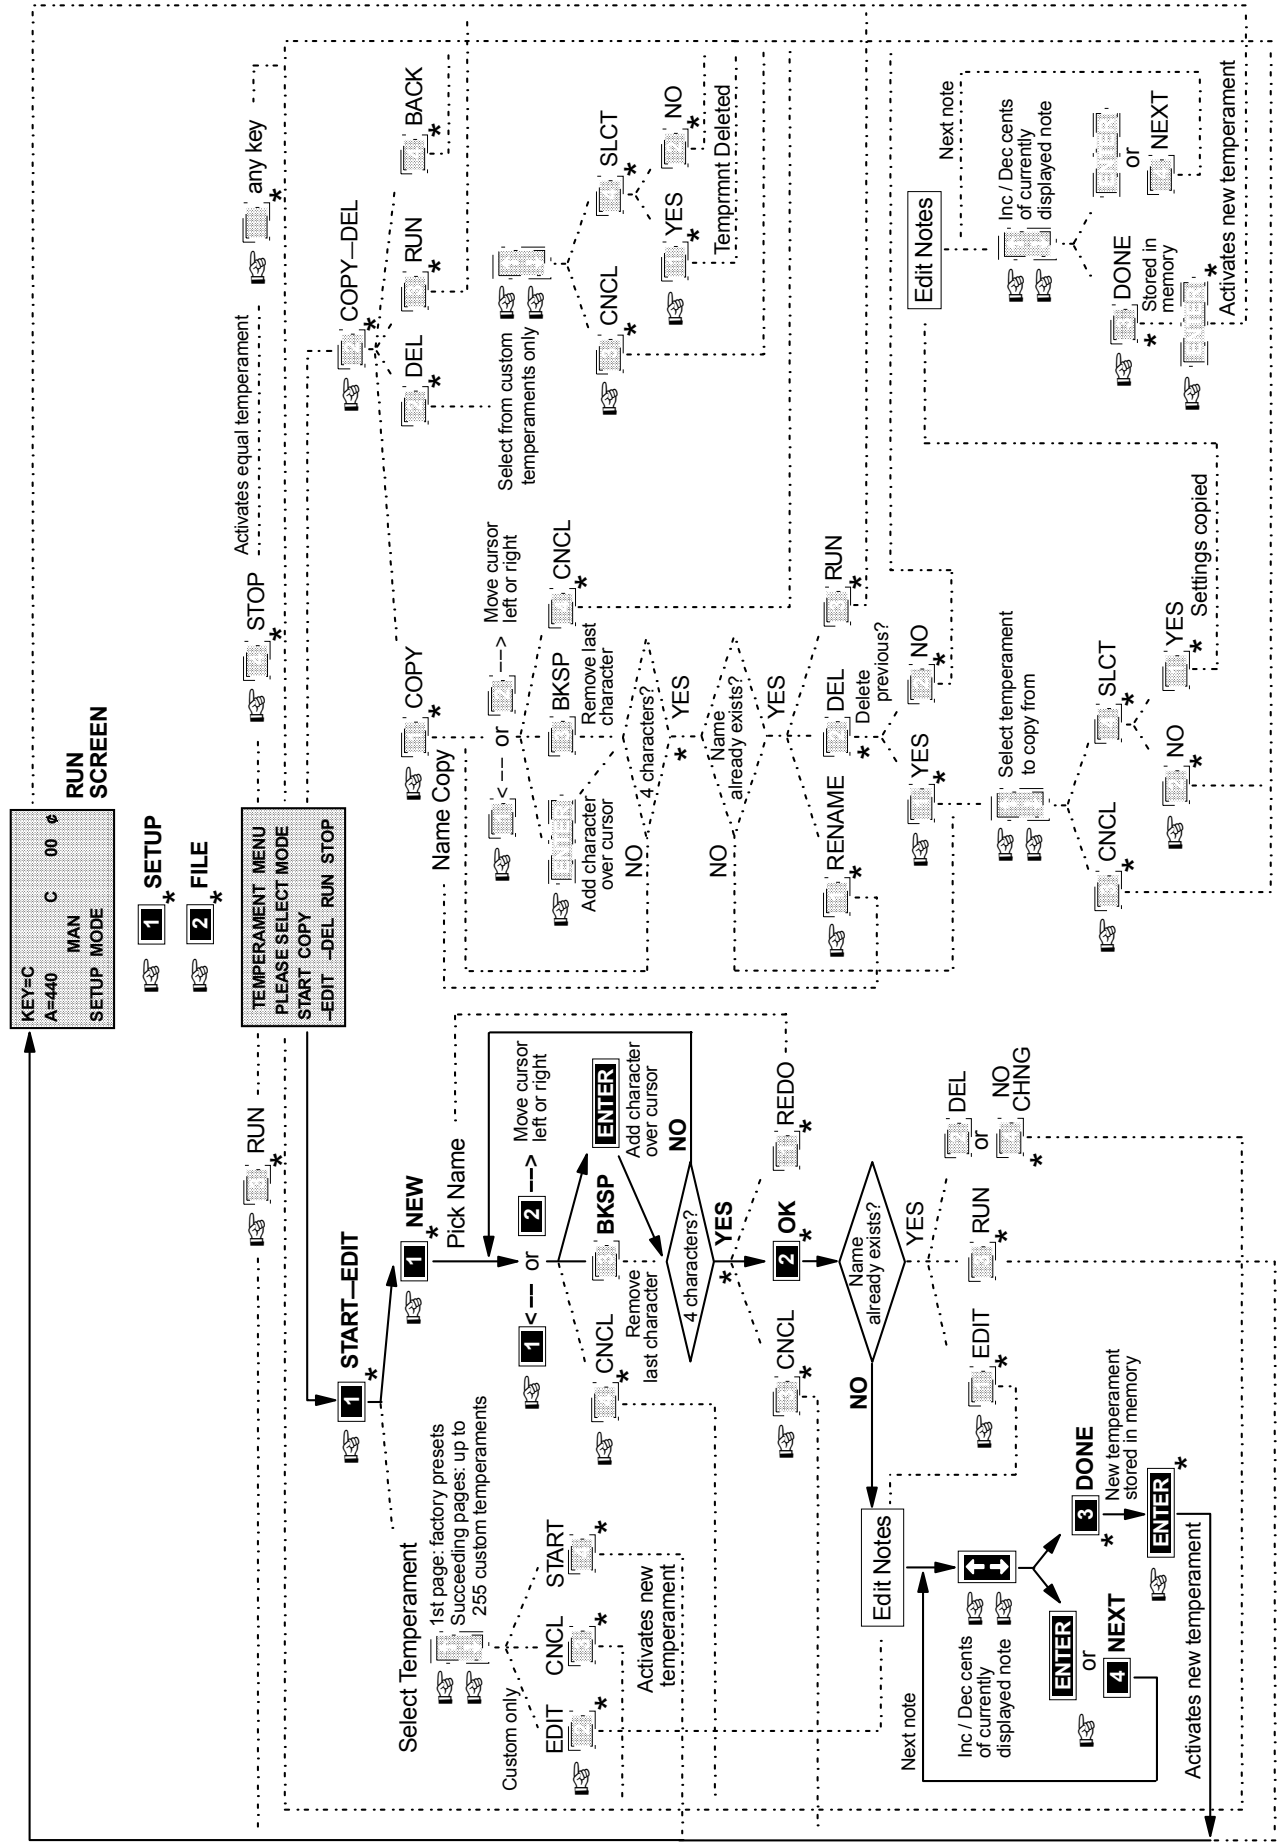 KEY=C
A=440 C 00 ¢
MAN
SETUP MODE
RUN
SCREEN
1 SETUP
*
2 FILE
*
TEMPERAMENT MENU
PLEASE SELECT MODE
START COPY
–EDIT –DEL RUN STOP
RUN
*
STOP
*
Activates equal temperament
any key
*
1 START–EDIT
*
Select Temperament
1st page: factory presets
Succeeding pages: up to
255 custom temperaments
Custom only
EDIT
*
CNCL
*
START
*
Activates new
temperament
1 NEW
*
Pick Name
1 <–– or 2 ––>
Move cursor
left or right
CNCL
*
BKSP
Remove
last character
ENTER
Add character
over cursor
4 characters?
NO
YES
*
CNCL
*
2 OK
*
REDO
*
Name
already exists?
NO
YES
EDIT
*
RUN
*
DEL
or
NO
CHNG
*
Edit Notes
Next note
Inc / Dec cents
of currently
displayed note
ENTER
or
4 NEXT
3 DONE
*
New temperament
stored in memory
ENTER
*
Activates new temperament
COPY–DEL
*
COPY
*
DEL
*
RUN
*
BACK
*
Name Copy
<–– or ––>
Move cursor
left or right
ENTER
Add character
over cursor
BKSP
Remove last
character
CNCL
*
4 characters?
NO
YES
*
Name
already exists?
NO
YES
RENAME
*
DEL
*
Delete
previous?
RUN
*
YES
*
NO
*
Select temperament
to copy from
CNCL
*
SLCT
*
NO
*
YES
*
Settings copied
Select from custom
temperaments only
CNCL
*
SLCT
*
YES
*
NO
*
Temprmnt Deleted
Edit Notes
Next note
Inc / Dec cents
of currently
displayed note
DONE
*
Stored in
memory
ENTER
*
ENTER
or
NEXT
Activates new temperament